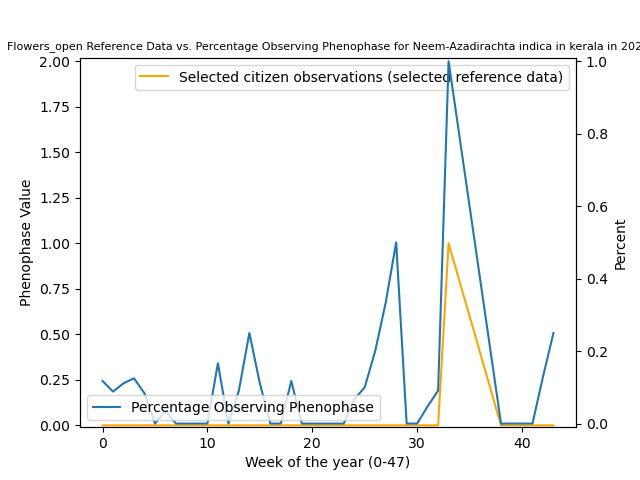 Flowers_open Reference Data vs. Percentage Observing Phenophase for Neem-Azadirachta indica in kerala in 202
Selected citizen observations (selected reference data)
Percentage Observing Phenophase
Phenophase Value
2.00
1.75
1.50
1.25
1.00
0.75
0.50
0.25
0.00
Percent
1.0
0.8
0.6
0.4
0.2
0.0
0 10 20 30 40
Week of the year (0-47)